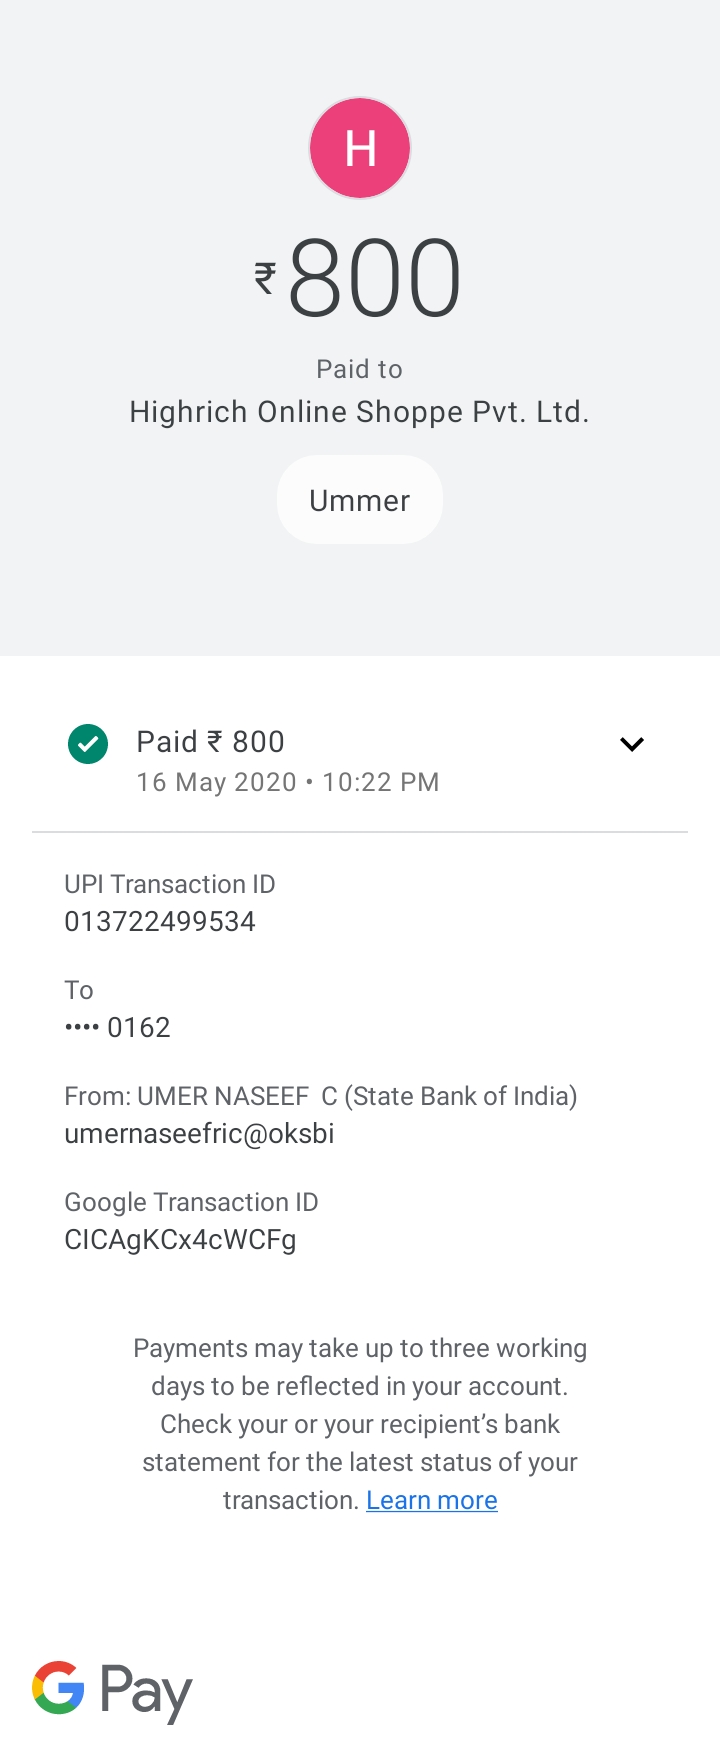 H
₹800
Paid to
Highrich Online Shoppe Pvt. Ltd.
Ummer
Paid ₹ 800
16 May 2020 • 10:22 PM
UPI Transaction ID
013722499534
To
•••• 0162
From: UMER NASEEF  C (State Bank of India)
umernaseefric@oksbi
Google Transaction ID
CICAgKCx4cWCFg
Payments may take up to three working
days to be reflected in your account.
Check your or your recipient’s bank
statement for the latest status of your
transaction. Learn more
G Pay